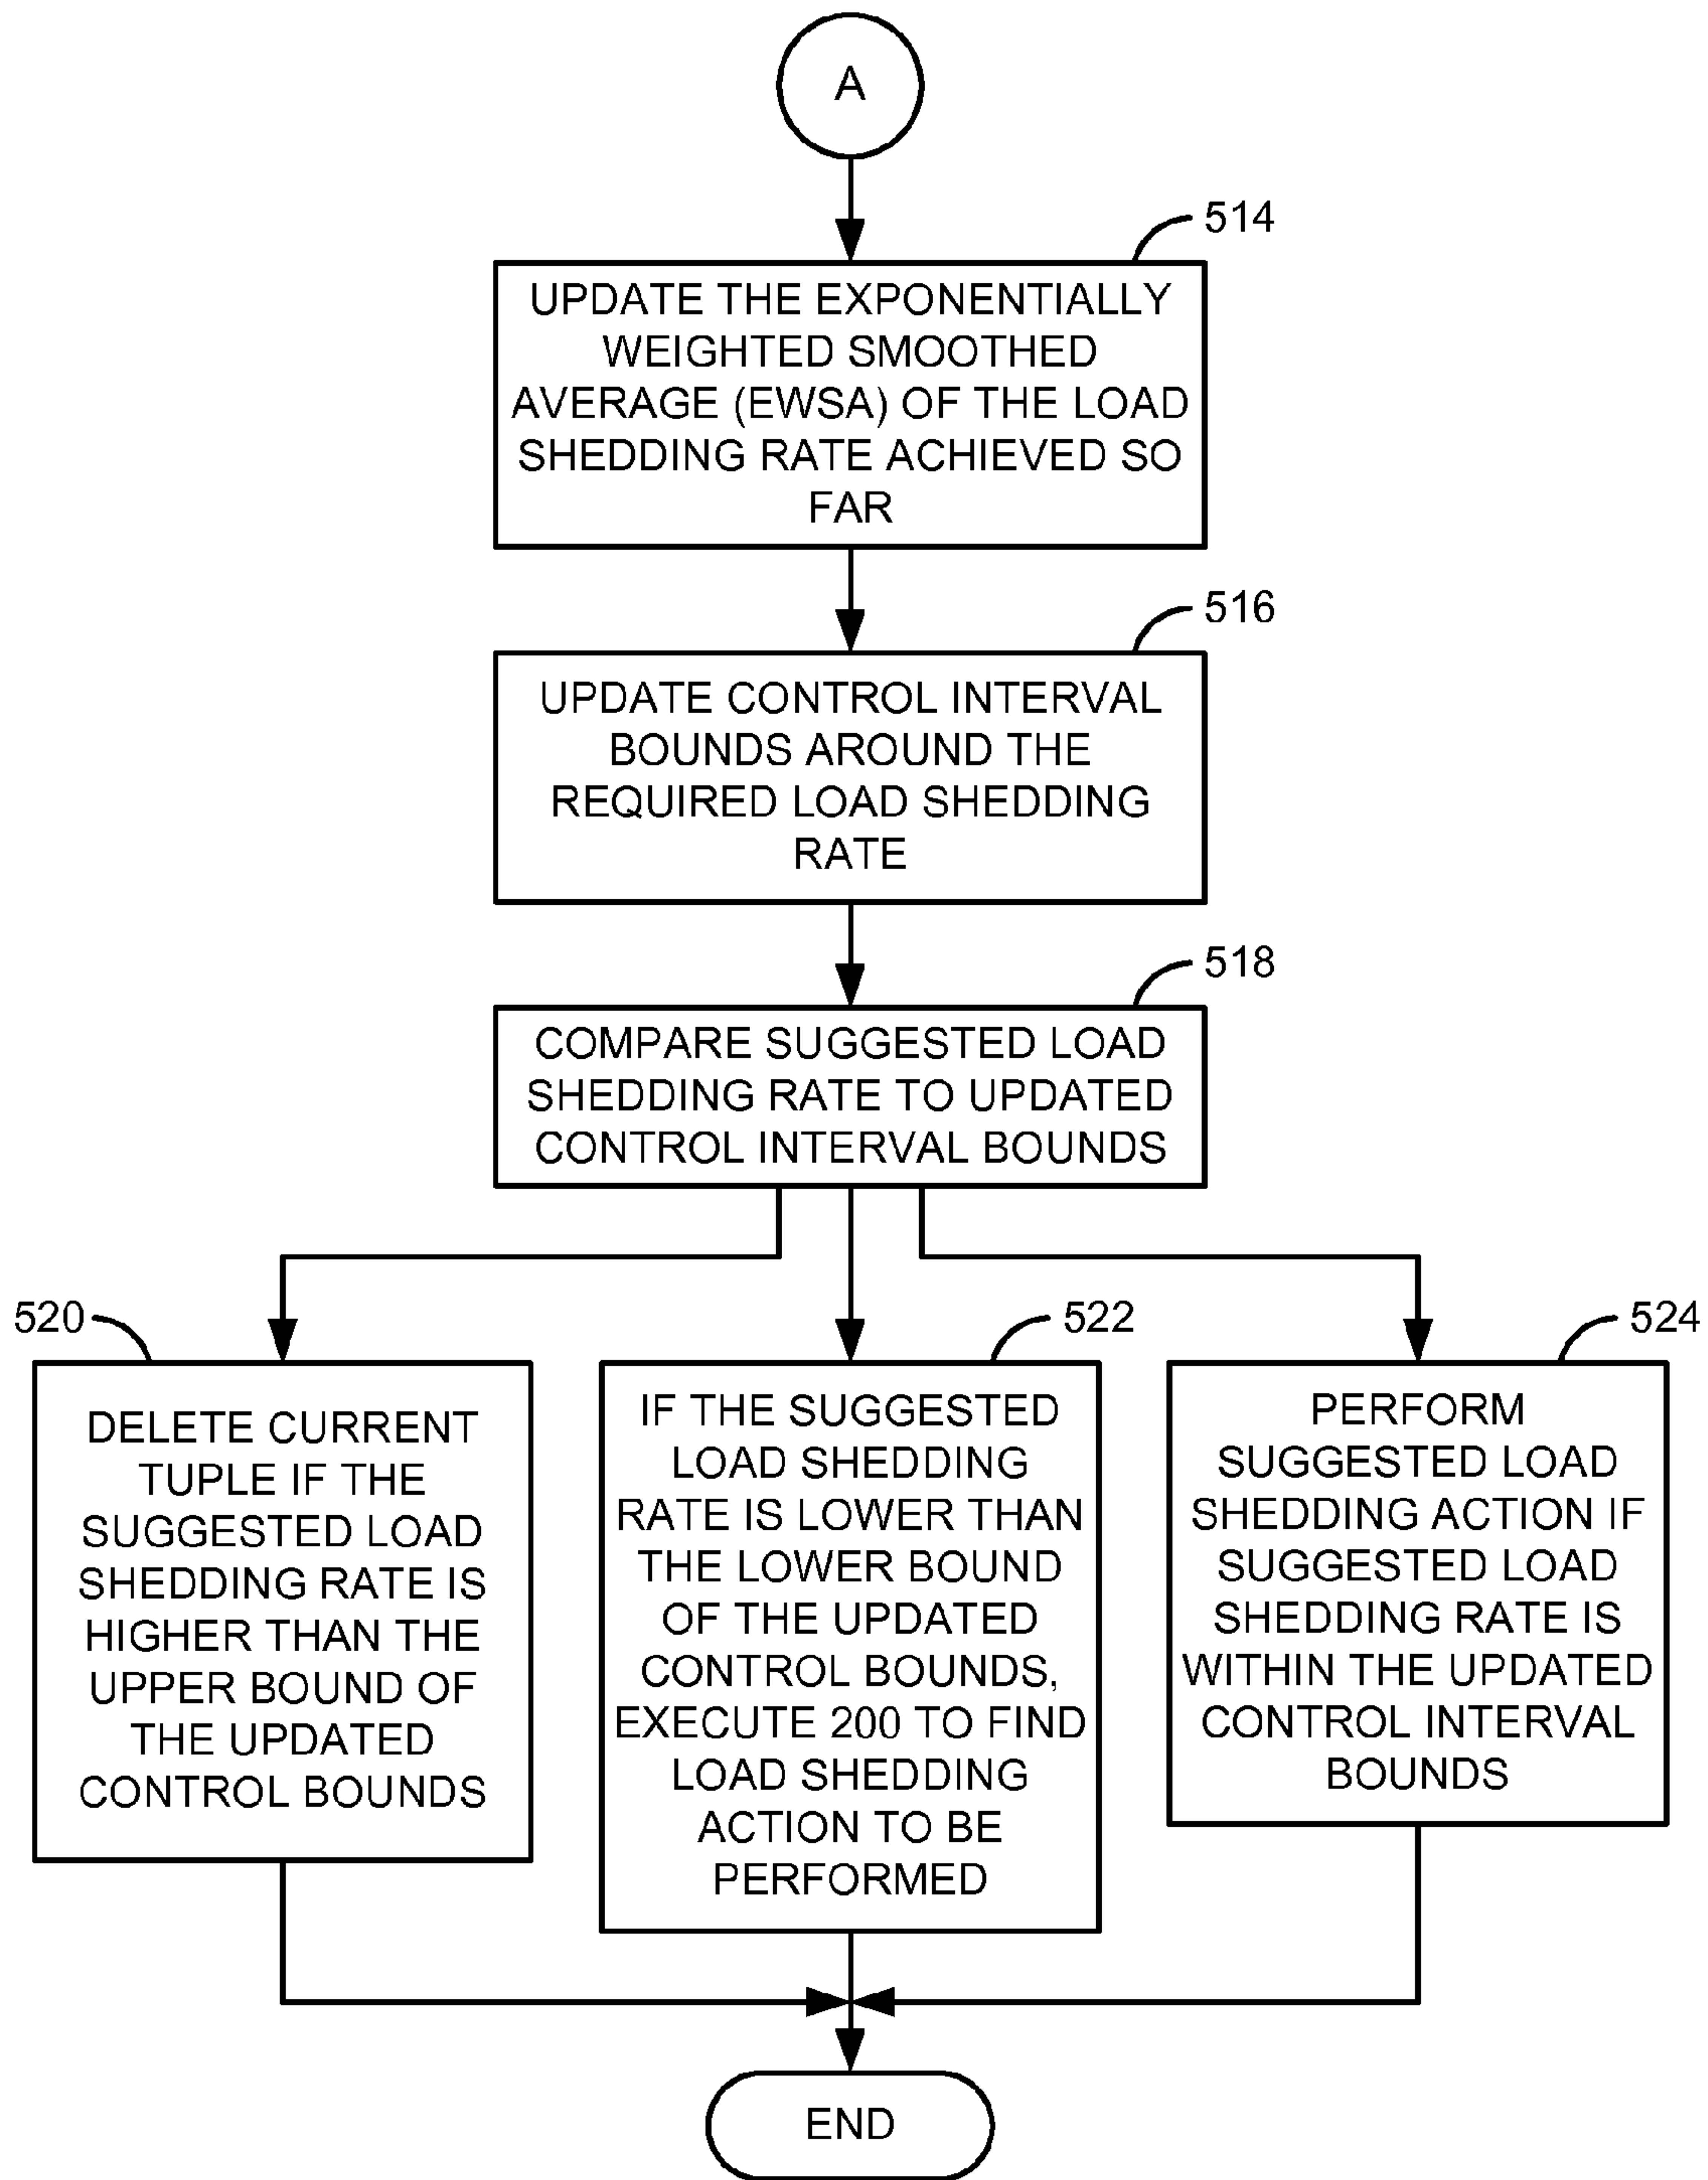 A
514
UPDATE THE EXPONENTIALLY
WEIGHTED SMOOTHED
AVERAGE (EWSA) OF THE LOAD
SHEDDING RATE ACHIEVED SO
FAR
516
UPDATE CONTROL INTERVAL
BOUNDS AROUND THE
REQUIRED LOAD SHEDDING
RATE
518
COMPARE SUGGESTED LOAD
SHEDDING RATE TO UPDATED
CONTROL INTERVAL BOUNDS
520
DELETE CURRENT
TUPLE IF THE
SUGGESTED LOAD
SHEDDING RATE IS
HIGHER THAN THE
UPPER BOUND OF
THE UPDATED
CONTROL BOUNDS
522
IF THE SUGGESTED
LOAD SHEDDING
RATE IS LOWER THAN
THE LOWER BOUND
OF THE UPDATED
CONTROL BOUNDS,
EXECUTE 200 TO FIND
LOAD SHEDDING
ACTION TO BE
PERFORMED
524
PERFORM
SUGGESTED LOAD
SHEDDING ACTION IF
SUGGESTED LOAD
SHEDDING RATE IS
WITHIN THE UPDATED
CONTROL INTERVAL
BOUNDS
END